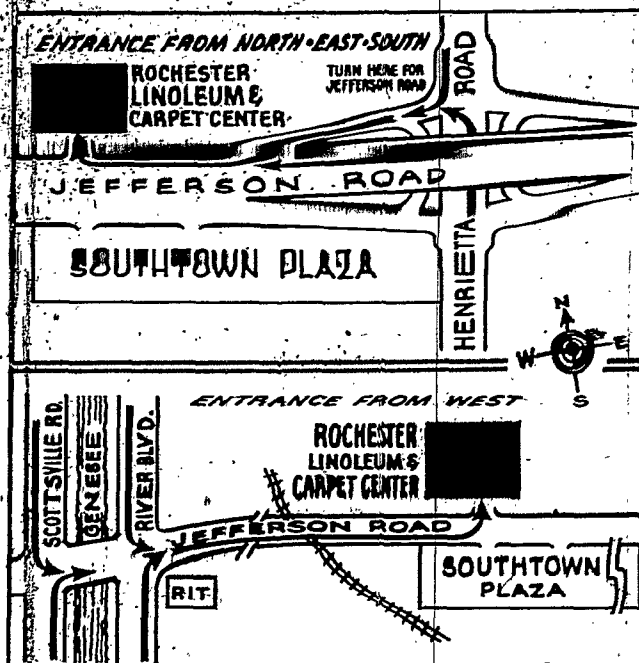 ENTRANCE FROM NORTH•EAST•SOUTH
ROCHESTER
LINOLEUM &
CARPET CENTER
TURN HERE FOR
JEFFERSON ROAD
HENRIETTA ROAD
JEFFERSON ROAD
SOUTHTOWN PLAZA
N
W
E
S
ENTRANCE FROM WEST
ROCHESTER
LINOLEUM &
CARPET CENTER
SCOTTSVILLE RD.
GENESEE
RIVER BLVD.
JEFFERSON ROAD
R.I.T.
SOUTHTOWN
PLAZA